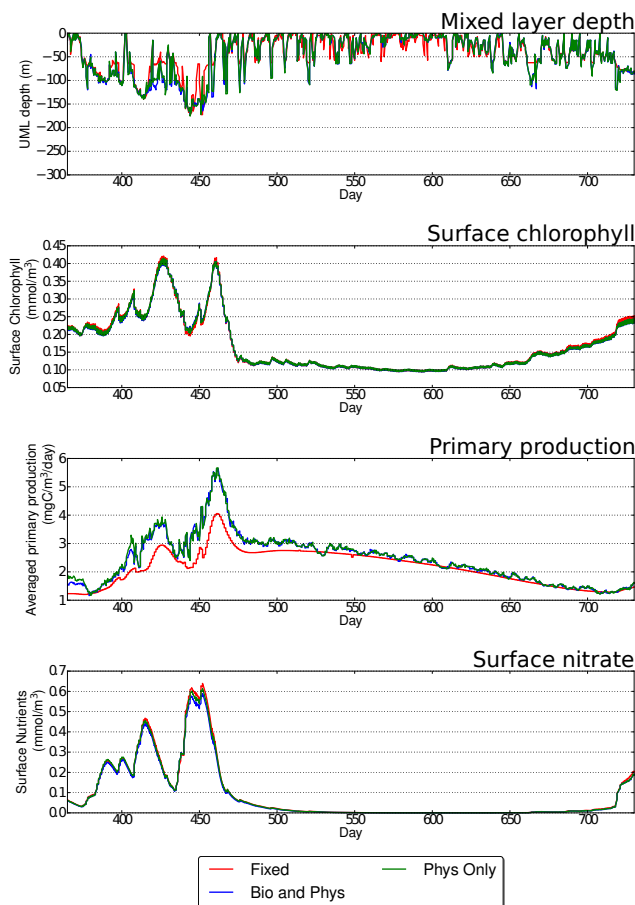 Mixed layer depth
0
−50
−100
−150
−200
−250
−300
UML depth (m)
400 450 500 550 600 650 700
Day
Surface chlorophyll
0.45
0.40
0.35
0.30
0.25
0.20
0.15
0.10
0.05
Surface Chlorophyll
(mmol/m³)
400 450 500 550 600 650 700
Day
Primary production
6
5
4
3
2
1
Averaged primary production
(mgC/m³/day)
400 450 500 550 600 650 700
Day
Surface nitrate
0.7
0.6
0.5
0.4
0.3
0.2
0.1
0.0
Surface Nutrients
(mmol/m³)
400 450 500 550 600 650 700
Day
Fixed Phys Only
Bio and Phys